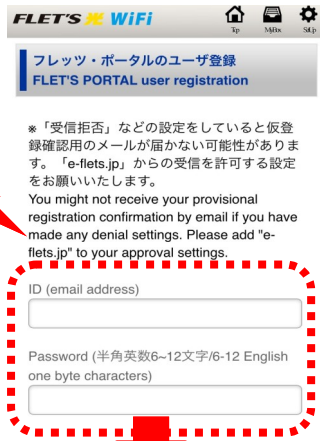 FLET'S光 WiFi
Top MyBox SetUp
フレッツ・ポータルのユーザ登録
FLET'S PORTAL user registration
※「受信拒否」などの設定をしていると仮登
録確認用のメールが届かない可能性がありま
す。「e-flets.jp」からの受信を許可する設定
をお願いいたします。
You might not receive your provisional
registration confirmation by email if you have
made any denial settings. Please add "e-
flets.jp" to your approval settings.
ID (email address)
Password (半角英数6~12文字/6-12 English
one byte characters)